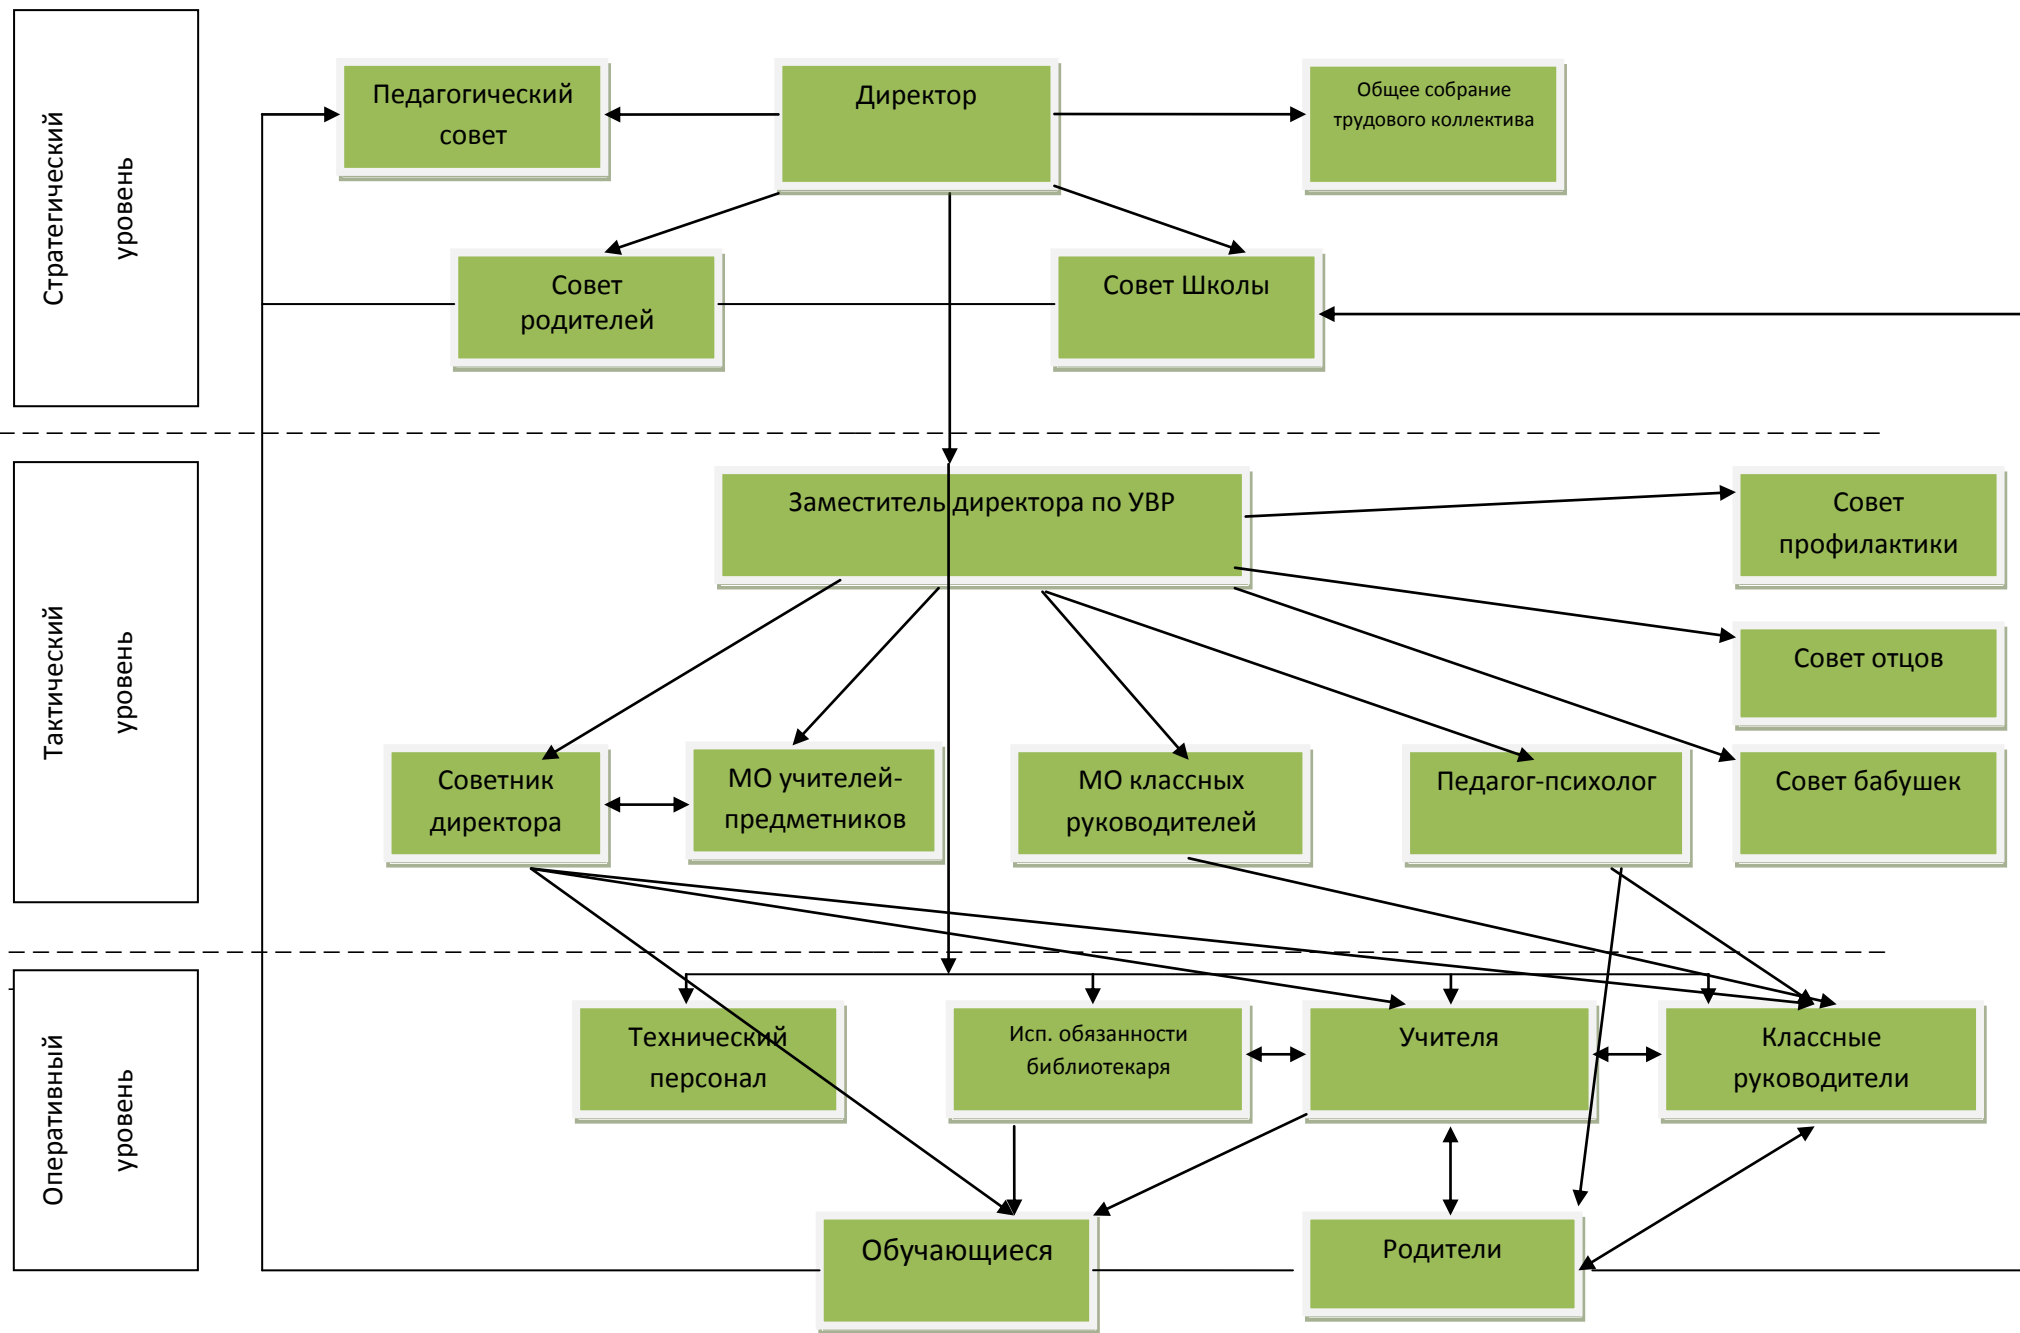 Стратегический
уровень
Педагогический
совет
Директор
Общее собрание
трудового коллектива
Совет
родителей
Совет Школы
Тактический
уровень
Заместитель директора по УВР
Совет
профилактики
Совет отцов
Советник
директора
МО учителей-
предметников
МО классных
руководителей
Педагог-психолог
Совет бабушек
Оперативный
уровень
Технический
персонал
Исп. обязанности
библиотекаря
Учителя
Классные
руководители
Обучающиеся
Родители